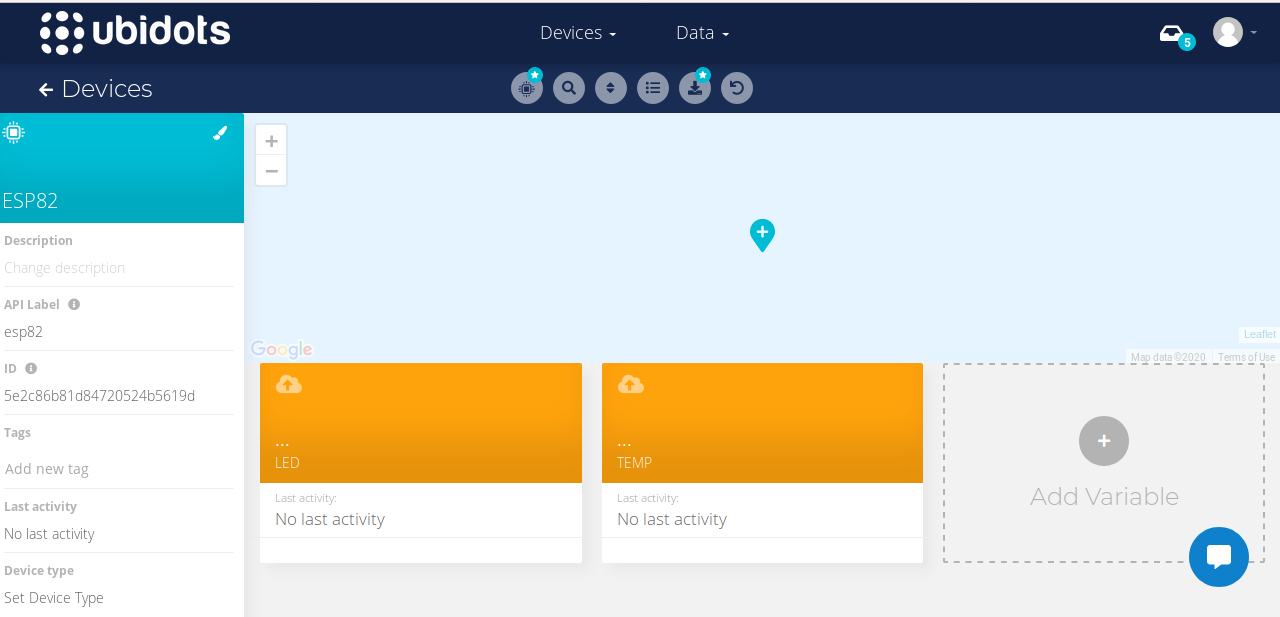 ubidots
Devices
Data
5
Devices
ESP82
Description
Change description
API Label
esp82
ID
5e2c86b81d84720524b5619d
Tags
Add new tag
Last activity
No last activity
Device type
Set Device Type
+
−
Google
Leaflet
Map data ©2020
Terms of Use
...
LED
Last activity:
No last activity
...
TEMP
Last activity:
No last activity
Add Variable